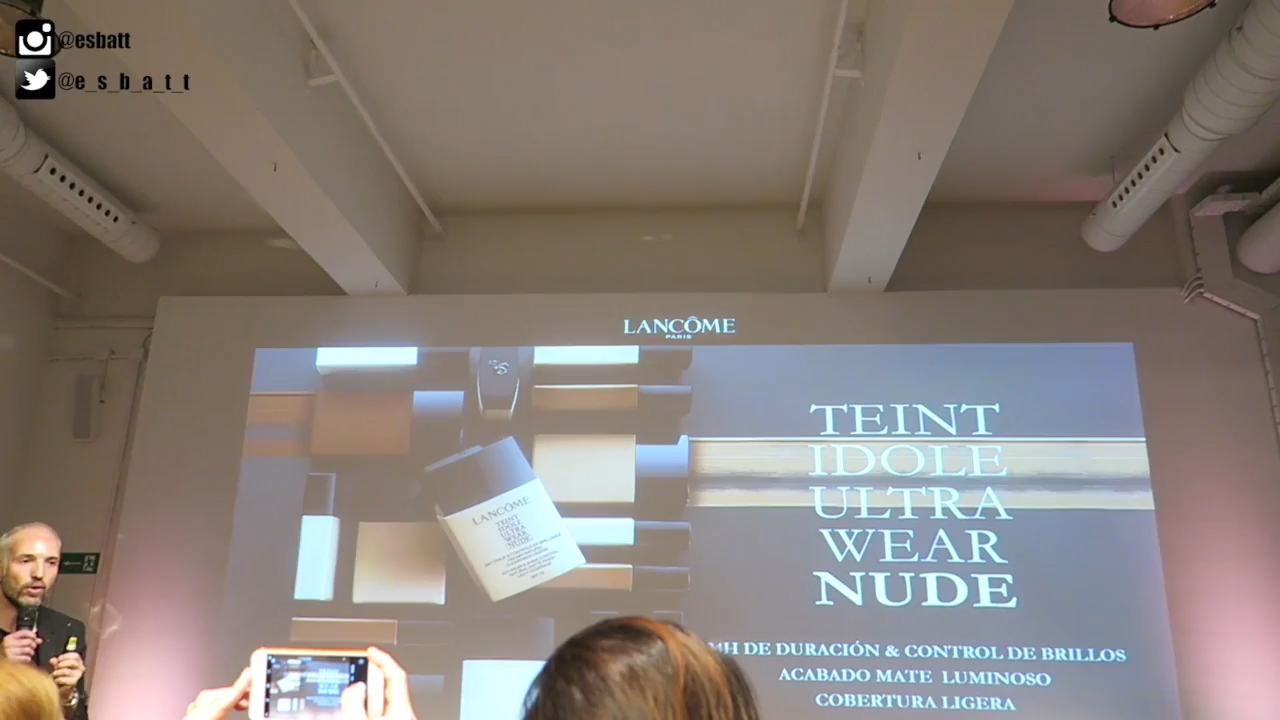 @esbatt
@e_s_b_a_t_t
LANCÔME
PARIS
TEINT
IDOLE
ULTRA
WEAR
NUDE
LANCÔME
TEINT
IDOLE
ULTRA
WEAR
NUDE
H DE DURACIÓN & CONTROL DE BRILLOS
ACABADO MATE LUMINOSO
COBERTURA LIGERA